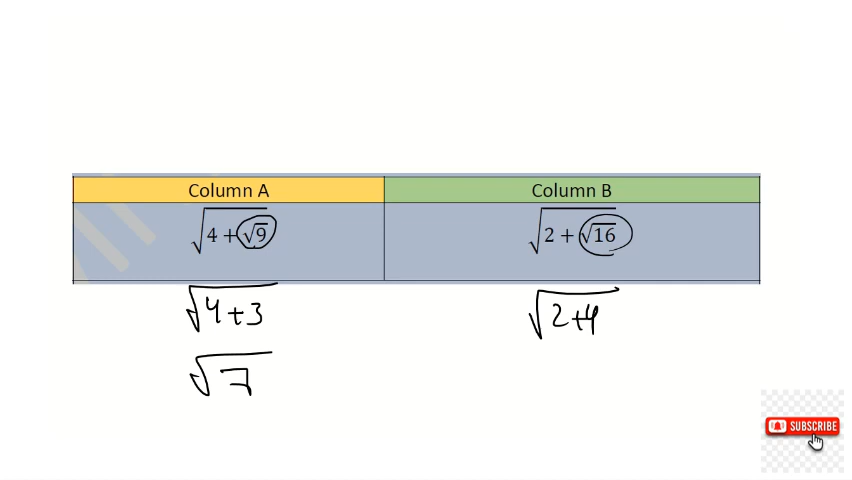 Column A Column B
√(4 + √9) √(2 + √16)
√(4+3) √(2+4)
√7
SUBSCRIBE